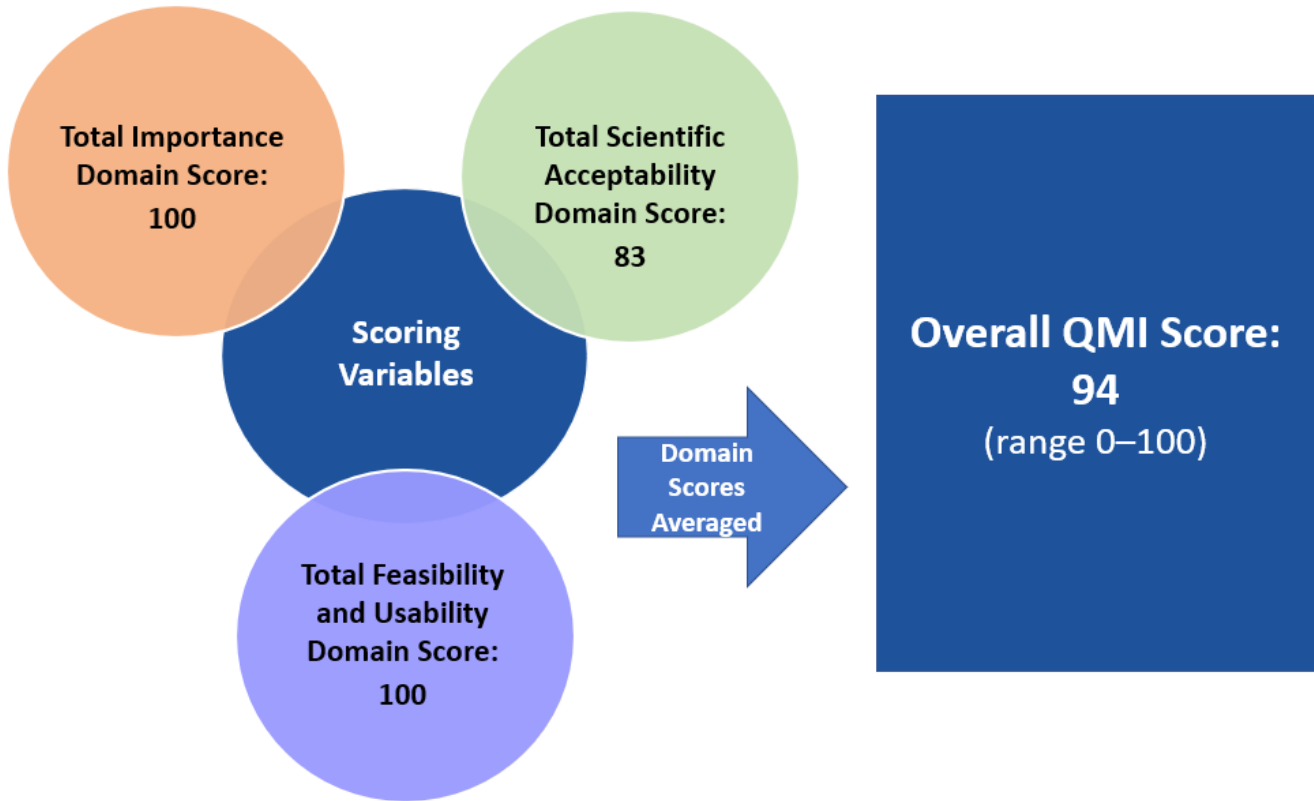 Total Importance
Domain Score:
100
Total Scientific
Acceptability
Domain Score:
83
Scoring
Variables
Total Feasibility
and Usability
Domain Score:
100
Domain
Scores
Averaged
Overall QMI Score:
94
(range 0–100)